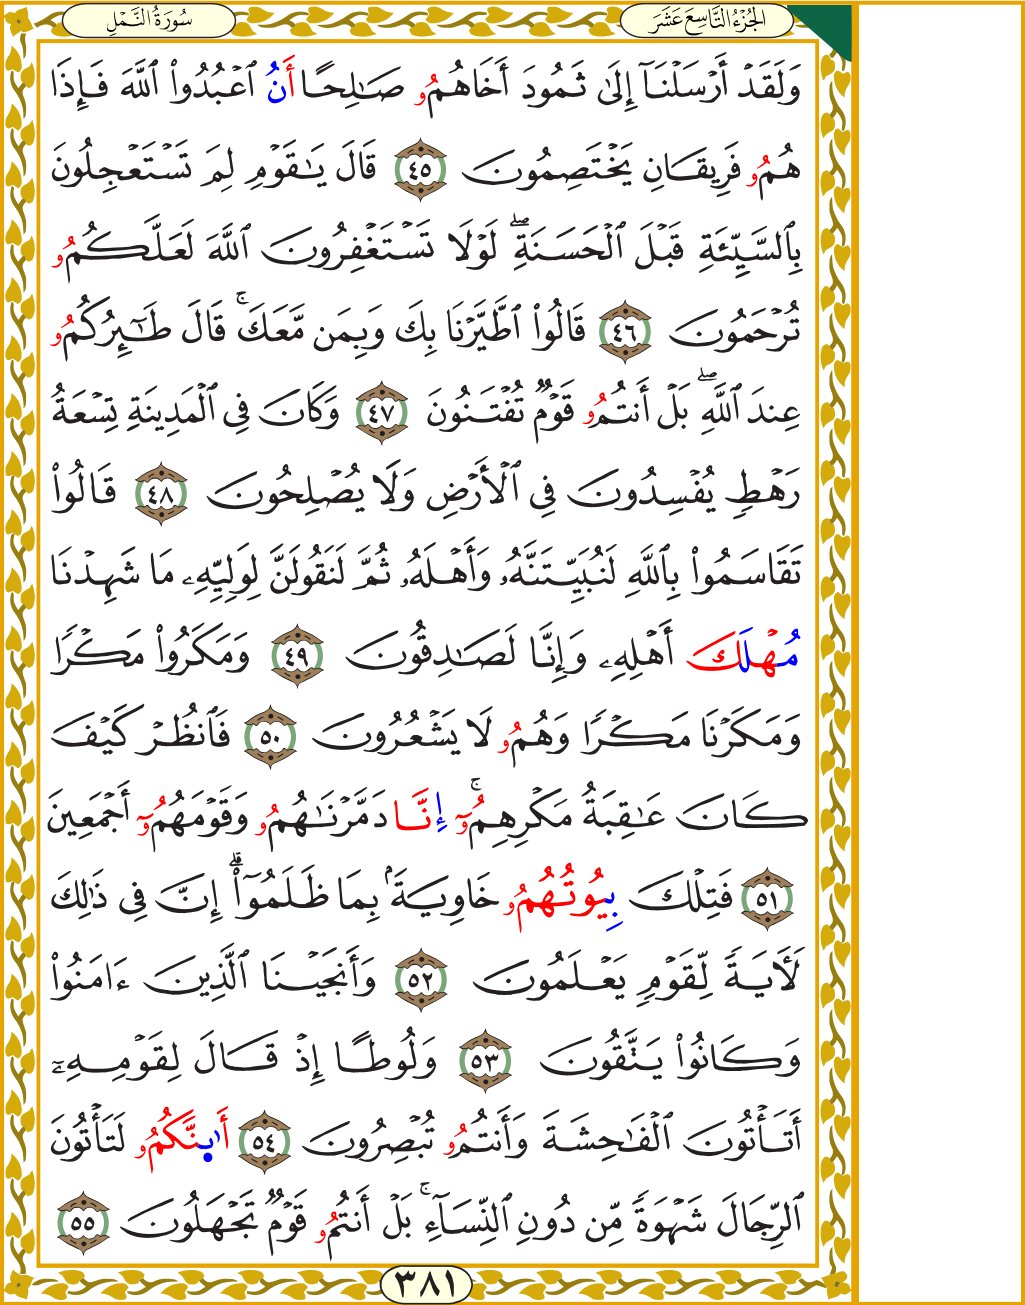 الجُزْءُ التَّاسِعَ عَشَرَ
سُورَةُ النَّمْلِ
وَلَقَدْ أَرْسَلْنَآ إِلَىٰ ثَمُودَ أَخَاهُمُۥ صَٰلِحًا أَنُ ٱعْبُدُوا۟ ٱللَّهَ فَإِذَا
هُمُۥ فَرِيقَانِ يَخْتَصِمُونَ ٤٥ قَالَ يَٰقَوْمِ لِمَ تَسْتَعْجِلُونَ
بِٱلسَّيِّئَةِ قَبْلَ ٱلْحَسَنَةِۖ لَوْلَا تَسْتَغْفِرُونَ ٱللَّهَ لَعَلَّكُمُۥ
تُرْحَمُونَ ٤٦ قَالُوا۟ ٱطَّيَّرْنَا بِكَ وَبِمَن مَّعَكَۚ قَالَ طَٰٓئِرُكُمُۥ
عِندَ ٱللَّهِۖ بَلْ أَنتُمُۥ قَوْمٌ تُفْتَنُونَ ٤٧ وَكَانَ فِى ٱلْمَدِينَةِ تِسْعَةُ
رَهْطٍ يُفْسِدُونَ فِى ٱلْأَرْضِ وَلَا يُصْلِحُونَ ٤٨ قَالُوا۟
تَقَاسَمُوا۟ بِٱللَّهِ لَنُبَيِّتَنَّهُۥ وَأَهْلَهُۥ ثُمَّ لَنَقُولَنَّ لِوَلِيِّهِۦ مَا شَهِدْنَا
مُهْلَكَ أَهْلِهِۦ وَإِنَّا لَصَٰدِقُونَ ٤٩ وَمَكَرُوا۟ مَكْرًا
وَمَكَرْنَا مَكْرًا وَهُمُۥ لَا يَشْعُرُونَ ٥٠ فَٱنظُرْ كَيْفَ
كَانَ عَٰقِبَةُ مَكْرِهِمُۥٓۚ إِنَّا دَمَّرْنَٰهُمُۥ وَقَوْمَهُمُۥٓ أَجْمَعِينَ
٥١ فَتِلْكَ بِيُوتُهُمُۥ خَاوِيَةًۢ بِمَا ظَلَمُوٓا۟ۗ إِنَّ فِى ذَٰلِكَ
لَءَايَةً لِّقَوْمٍ يَعْلَمُونَ ٥٢ وَأَنجَيْنَا ٱلَّذِينَ ءَامَنُوا۟
وَكَانُوا۟ يَتَّقُونَ ٥٣ وَلُوطًا إِذْ قَالَ لِقَوْمِهِۦٓ
أَتَأْتُونَ ٱلْفَٰحِشَةَ وَأَنتُمُۥ تُبْصِرُونَ ٥٤ أَا۬ىِٕنَّكُمُۥ لَتَأْتُونَ
ٱلرِّجَالَ شَهْوَةً مِّن دُونِ ٱلنِّسَآءِۚ بَلْ أَنتُمُۥ قَوْمٌ تَجْهَلُونَ ٥٥
٣٨١